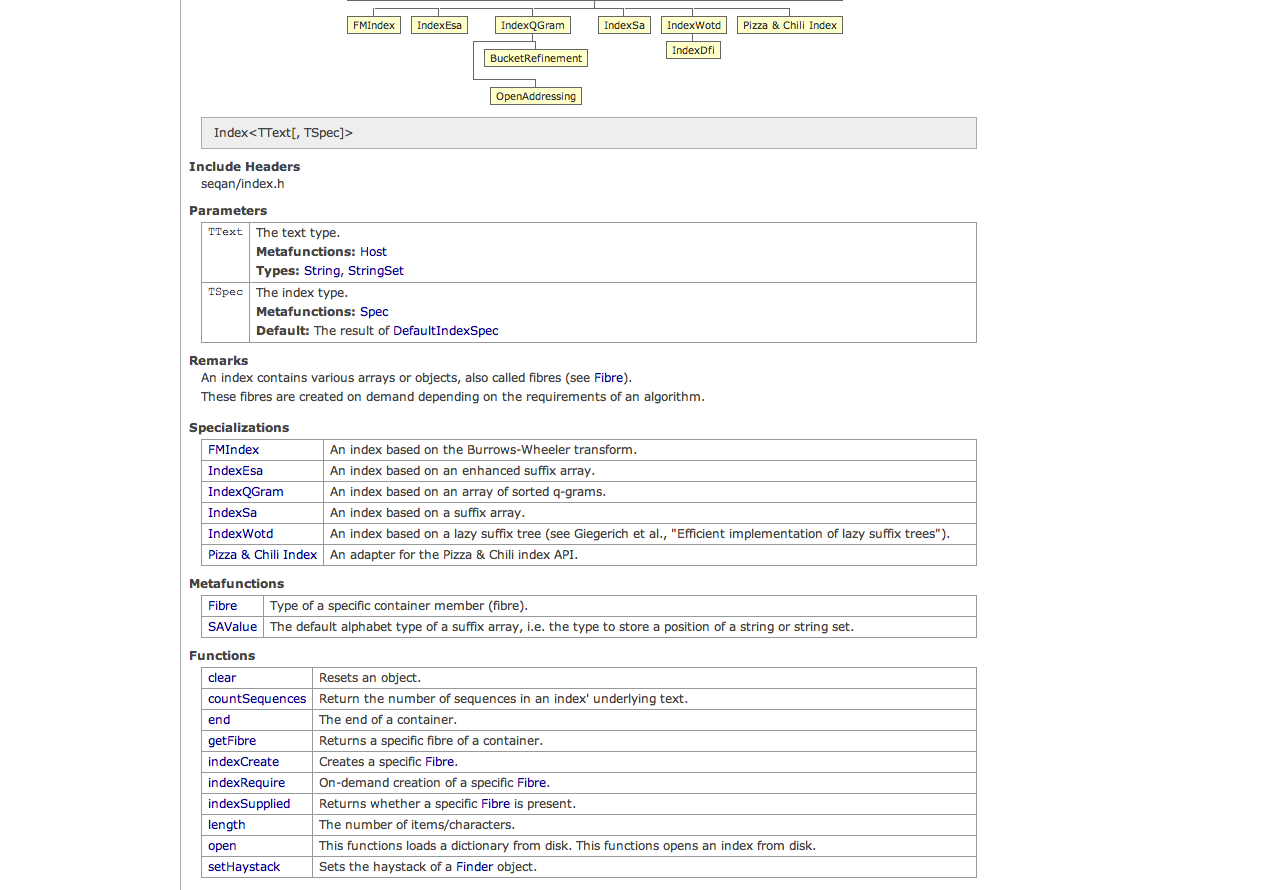 FMIndex IndexEsa IndexQGram IndexSa IndexWotd Pizza & Chili Index
BucketRefinement IndexDfi
OpenAddressing
Index<TText[, TSpec]>
Include Headers
seqan/index.h
Parameters
TText The text type.
Metafunctions: Host
Types: String, StringSet
TSpec The index type.
Metafunctions: Spec
Default: The result of DefaultIndexSpec
Remarks
An index contains various arrays or objects, also called fibres (see Fibre).
These fibres are created on demand depending on the requirements of an algorithm.
Specializations
FMIndex An index based on the Burrows-Wheeler transform.
IndexEsa An index based on an enhanced suffix array.
IndexQGram An index based on an array of sorted q-grams.
IndexSa An index based on a suffix array.
IndexWotd An index based on a lazy suffix tree (see Giegerich et al., "Efficient implementation of lazy suffix trees").
Pizza & Chili Index An adapter for the Pizza & Chili index API.
Metafunctions
Fibre Type of a specific container member (fibre).
SAValue The default alphabet type of a suffix array, i.e. the type to store a position of a string or string set.
Functions
clear Resets an object.
countSequences Return the number of sequences in an index' underlying text.
end The end of a container.
getFibre Returns a specific fibre of a container.
indexCreate Creates a specific Fibre.
indexRequire On-demand creation of a specific Fibre.
indexSupplied Returns whether a specific Fibre is present.
length The number of items/characters.
open This functions loads a dictionary from disk. This functions opens an index from disk.
setHaystack Sets the haystack of a Finder object.